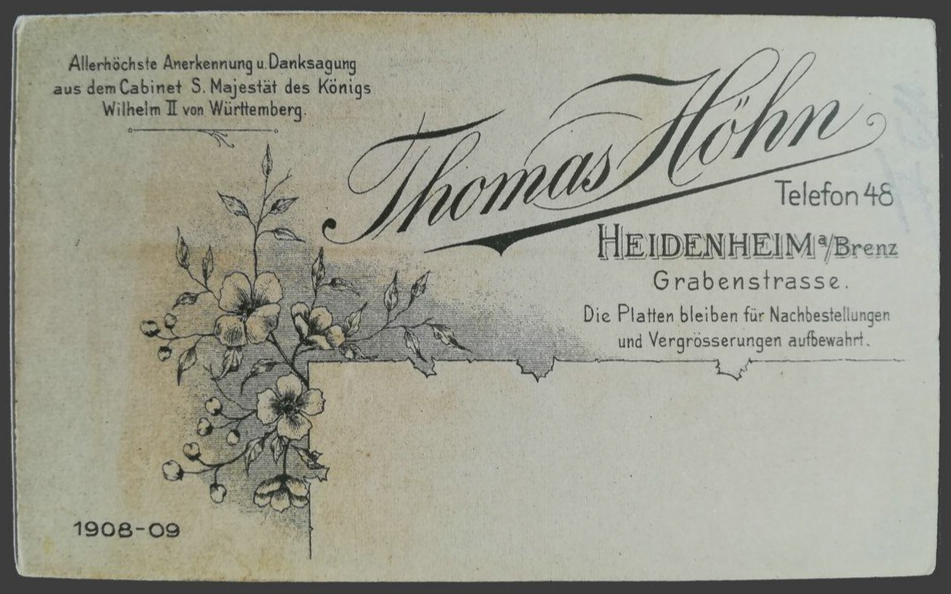 Allerhöchste Anerkennung u. Danksagung
aus dem Cabinet S. Majestät des Königs
Wilhelm II von Württemberg.
Thomas Höhn
Telefon 48
HEIDENHEIM a/Brenz
Grabenstrasse.
Die Platten bleiben für Nachbestellungen
und Vergrösserungen aufbewahrt.
1908-09